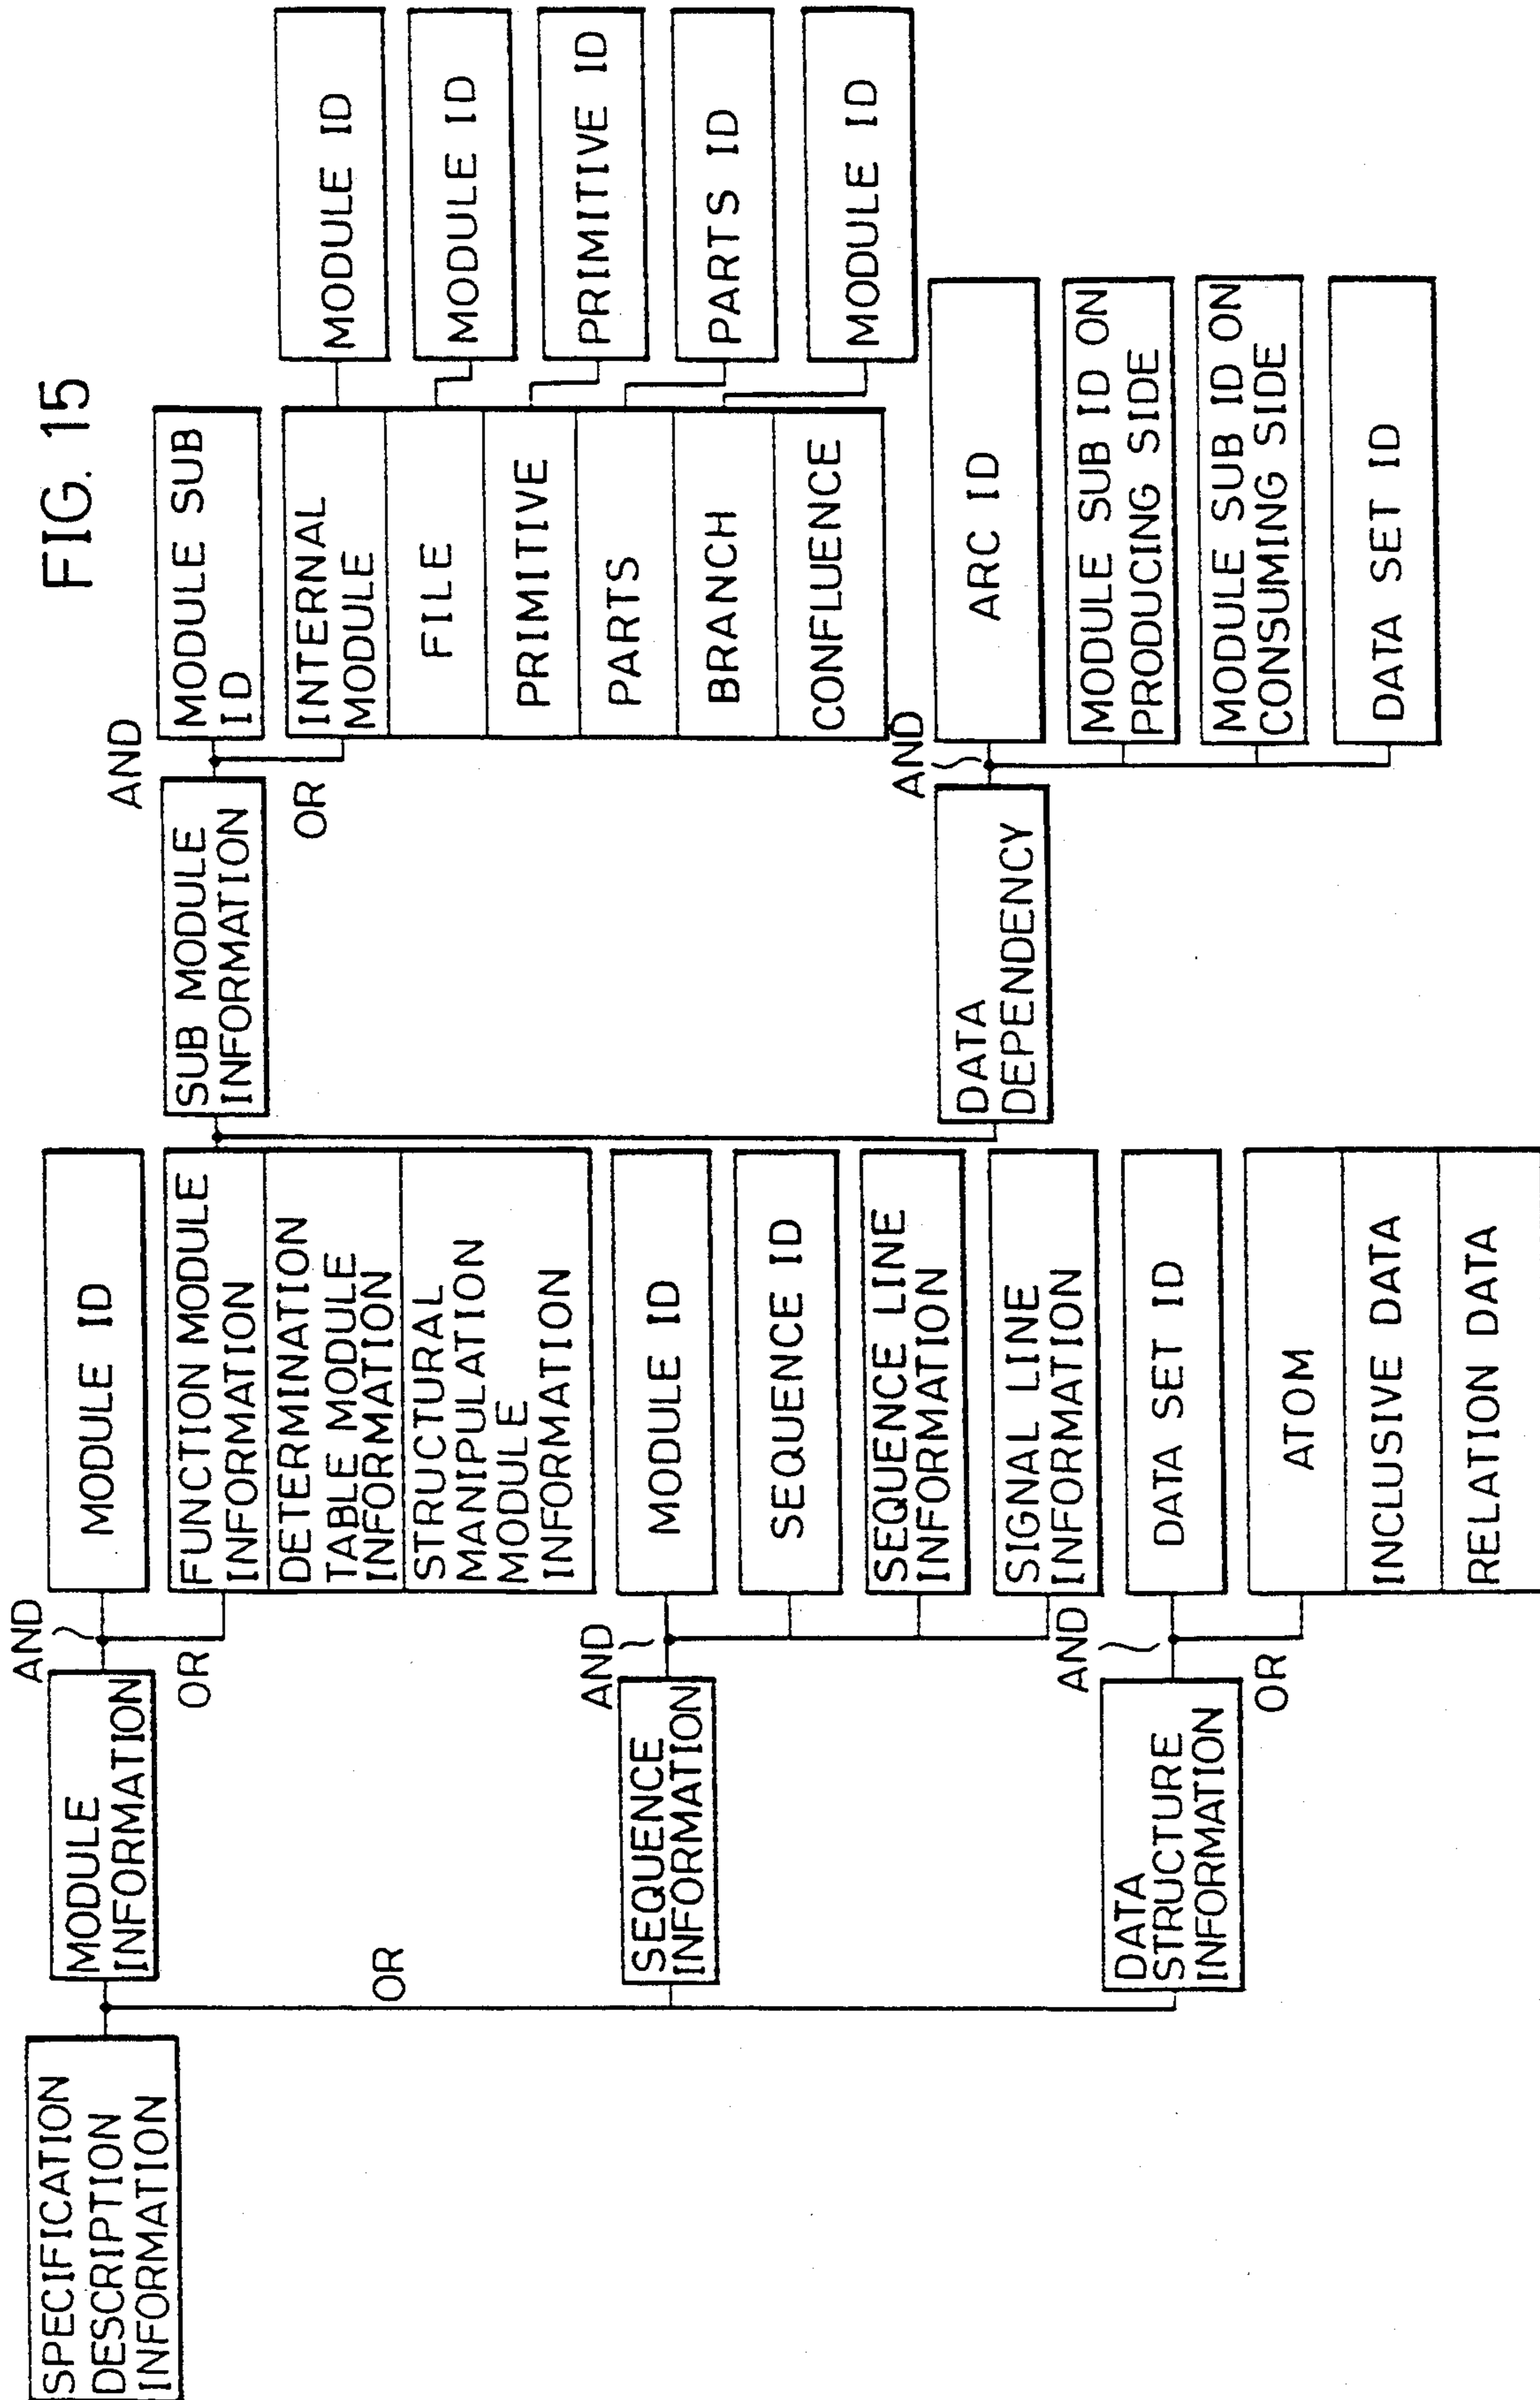 FIG. 15
SPECIFICATION
DESCRIPTION
INFORMATION
OR
MODULE
INFORMATION
AND
OR
MODULE ID
FUNCTION MODULE
INFORMATION
DETERMINATION
TABLE MODULE
INFORMATION
STRUCTURAL
MANIPULATION
MODULE
INFORMATION
SEQUENCE
INFORMATION
AND
MODULE ID
SEQUENCE ID
SEQUENCE LINE
INFORMATION
SIGNAL LINE
INFORMATION
DATA
STRUCTURE
INFORMATION
AND
OR
DATA SET ID
ATOM
INCLUSIVE DATA
RELATION DATA
SUB MODULE
INFORMATION
AND
OR
MODULE SUB
ID
INTERNAL
MODULE
FILE
PRIMITIVE
PARTS
BRANCH
CONFLUENCE
MODULE ID
MODULE ID
PRIMITIVE ID
PARTS ID
MODULE ID
DATA
DEPENDENCY
AND
ARC ID
MODULE SUB ID ON
PRODUCING SIDE
MODULE SUB ID ON
CONSUMING SIDE
DATA SET ID